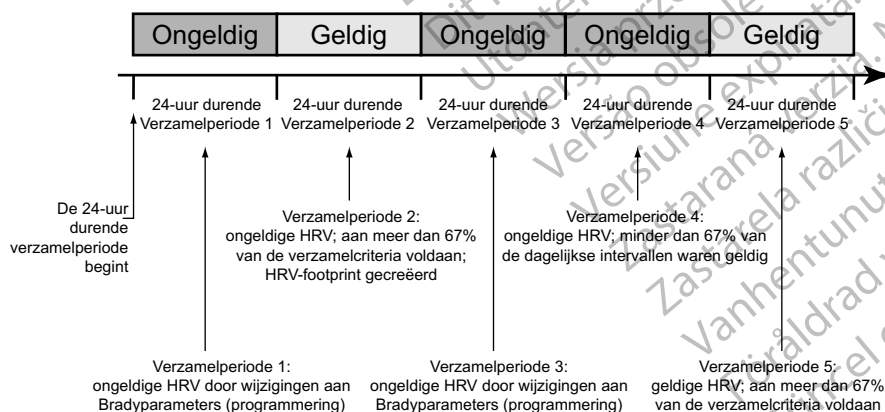 Ongeldig Geldig Ongeldig Ongeldig Geldig
24-uur durende 24-uur durende 24-uur durende 24-uur durende 24-uur durende
Verzamelperiode 1 Verzamelperiode 2 Verzamelperiode 3 Verzamelperiode 4 Verzamelperiode 5
De 24-uur
durende
verzamelperiode
begint
Verzamelperiode 2:
ongeldige HRV; aan meer dan 67%
van de verzamelcriteria voldaan;
HRV-footprint gecreëerd
Verzamelperiode 4:
ongeldige HRV; minder dan 67% van
de dagelijkse intervallen waren geldig
Verzamelperiode 1:
ongeldige HRV door wijzigingen aan
Bradyparameters (programmering)
Verzamelperiode 3:
ongeldige HRV door wijzigingen aan
Bradyparameters (programmering)
Verzamelperiode 5:
geldige HRV; aan meer dan 67%
van de verzamelcriteria voldaan
Versiune expirată
Zastarana verzija.